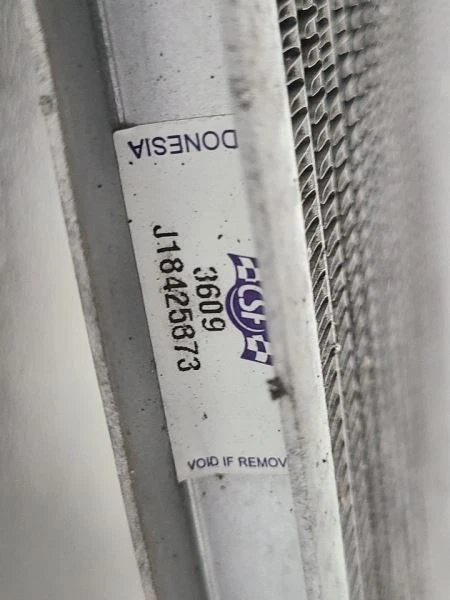 DONESIA
CSF
3609
J18425873
VOID IF REMOV